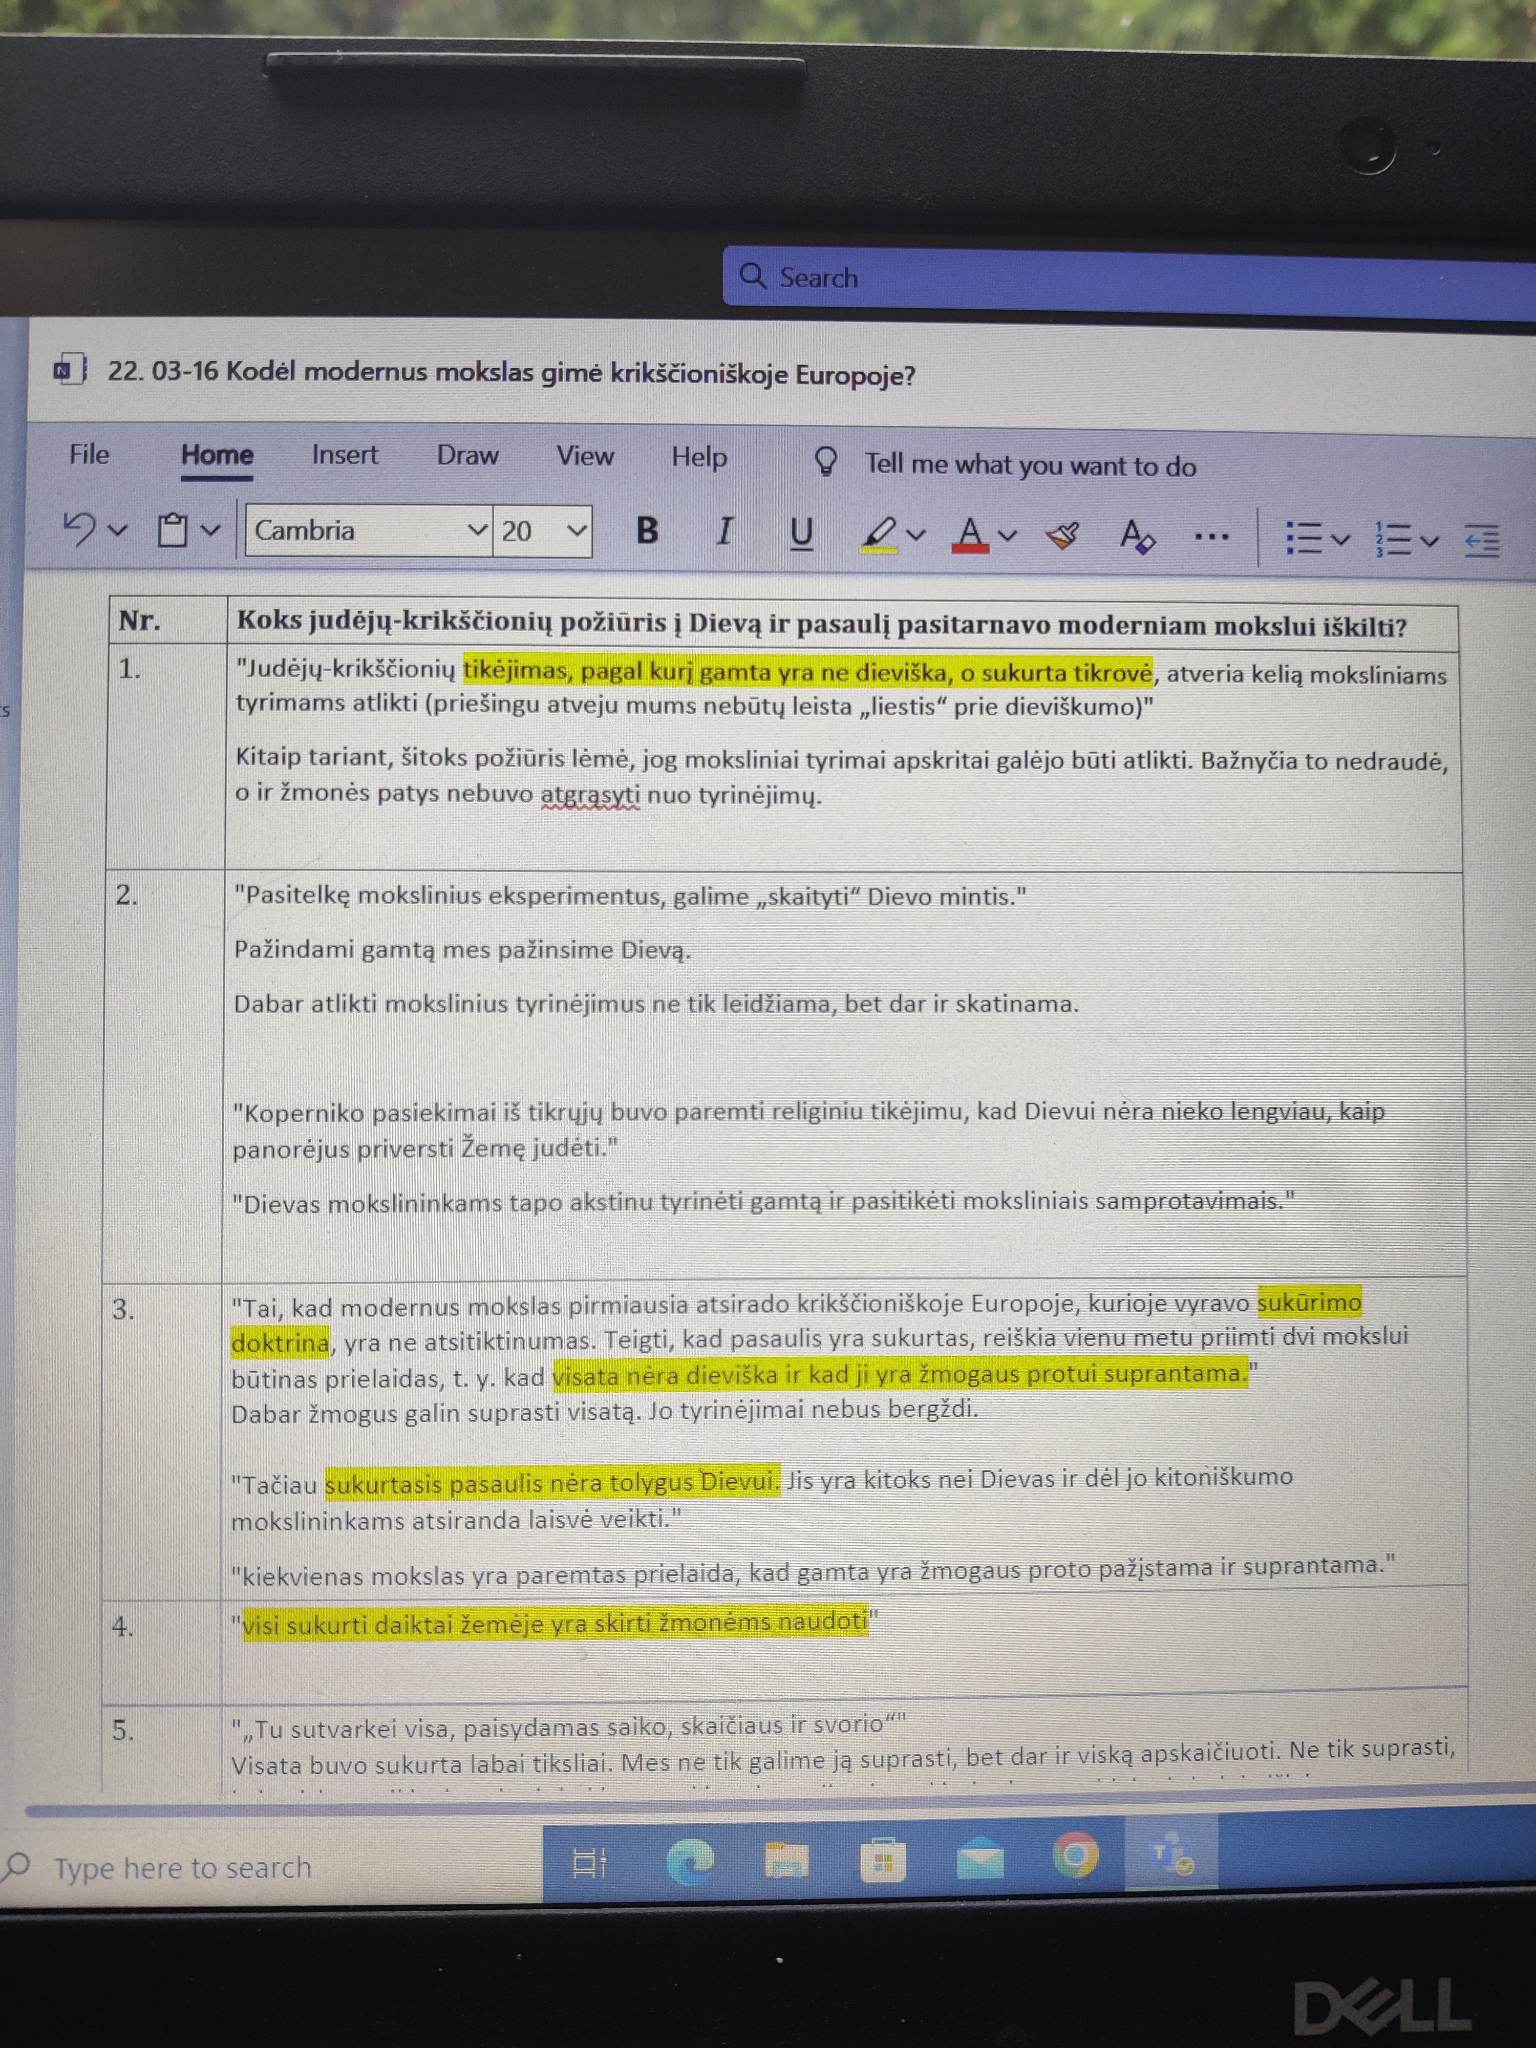 Search
22. 03-16 Kodėl modernus mokslas gimė krikščioniškoje Europoje?
File Home Insert Draw View Help Tell me what you want to do
Cambria 20 B I U A A ...
Nr. Koks judėjų-krikščionių požiūris į Dievą ir pasaulį pasitarnavo moderniam mokslui iškilti?
1. "Judėjų-krikščionių tikėjimas, pagal kurį gamta yra ne dieviška, o sukurta tikrovė, atveria kelią moksliniams
tyrimams atlikti (priešingu atveju mums nebūtų leista „liestis“ prie dieviškumo)"
Kitaip tariant, šitoks požiūris lėmė, jog moksliniai tyrimai apskritai galėjo būti atlikti. Bažnyčia to nedraudė,
o ir žmonės patys nebuvo atgrąsyti nuo tyrinėjimų.
2. "Pasitelkę mokslinius eksperimentus, galime „skaityti“ Dievo mintis."
Pažindami gamtą mes pažinsime Dievą.
Dabar atlikti mokslinius tyrinėjimus ne tik leidžiama, bet dar ir skatinama.
"Koperniko pasiekimai iš tikrųjų buvo paremti religiniu tikėjimu, kad Dievui nėra nieko lengviau, kaip
panorėjus priversti Žemę judėti."
"Dievas mokslininkams tapo akstinu tyrinėti gamtą ir pasitikėti moksliniais samprotavimais."
3. "Tai, kad modernus mokslas pirmiausia atsirado krikščioniškoje Europoje, kurioje vyravo sukūrimo
doktrina, yra ne atsitiktinumas. Teigti, kad pasaulis yra sukurtas, reiškia vienu metu priimti dvi mokslui
būtinas prielaidas, t. y. kad visata nėra dieviška ir kad ji yra žmogaus protui suprantama."
Dabar žmogus galin suprasti visatą. Jo tyrinėjimai nebus bergždi.
"Tačiau sukurtasis pasaulis nėra tolygus Dievui. Jis yra kitoks nei Dievas ir dėl jo kitoniškumo
mokslininkams atsiranda laisvė veikti."
"kiekvienas mokslas yra paremtas prielaida, kad gamta yra žmogaus proto pažįstama ir suprantama."
4. "visi sukurti daiktai žemėje yra skirti žmonėms naudoti"
5. "„Tu sutvarkei visa, paisydamas saiko, skaičiaus ir svorio“"
Visata buvo sukurta labai tiksliai. Mes ne tik galime ją suprasti, bet dar ir viską apskaičiuoti. Ne tik suprasti,
Type here to search
DELL